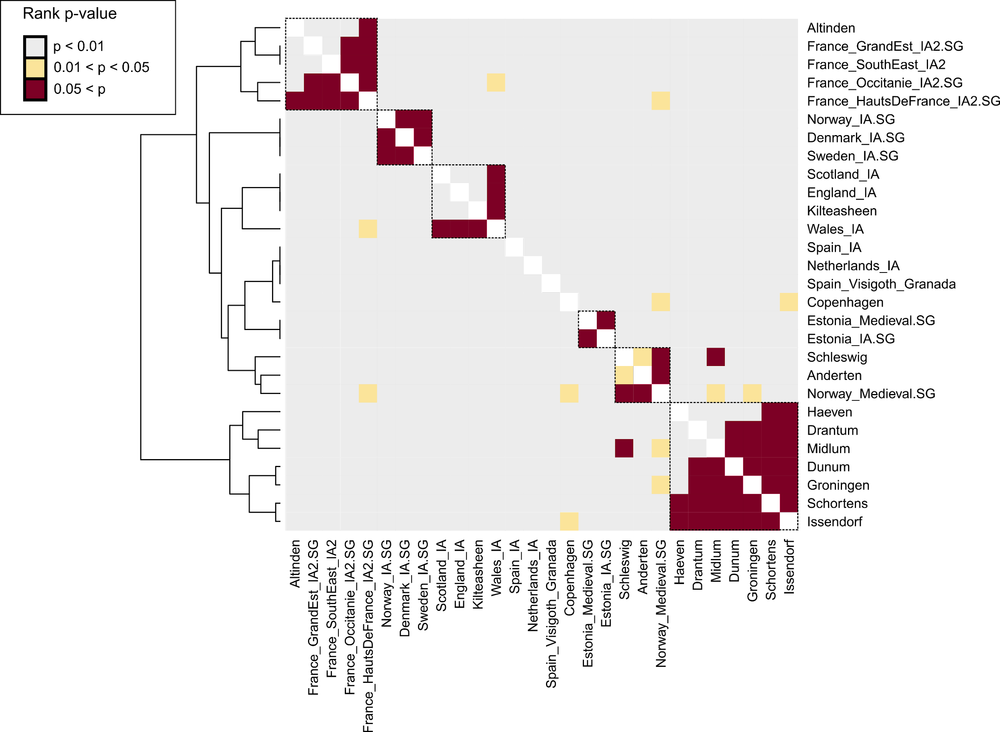 Rank p-value
p < 0.01
0.01 < p < 0.05
0.05 < p
Altinden
France_GrandEst_IA2.SG
France_SouthEast_IA2
France_Occitanie_IA2.SG
France_HautsDeFrance_IA2.SG
Norway_IA.SG
Denmark_IA.SG
Sweden_IA.SG
Scotland_IA
England_IA
Kilteasheen
Wales_IA
Spain_IA
Netherlands_IA
Spain_Visigoth_Granada
Copenhagen
Estonia_Medieval.SG
Estonia_IA.SG
Schleswig
Anderten
Norway_Medieval.SG
Haeven
Drantum
Midlum
Dunum
Groningen
Schortens
Issendorf
Altinden
France_GrandEst_IA2.SG
France_SouthEast_IA2
France_Occitanie_IA2.SG
France_HautsDeFrance_IA2.SG
Norway_IA.SG
Denmark_IA.SG
Sweden_IA.SG
Scotland_IA
England_IA
Kilteasheen
Wales_IA
Spain_IA
Netherlands_IA
Spain_Visigoth_Granada
Copenhagen
Estonia_Medieval.SG
Estonia_IA.SG
Schleswig
Anderten
Norway_Medieval.SG
Haeven
Drantum
Midlum
Dunum
Groningen
Schortens
Issendorf